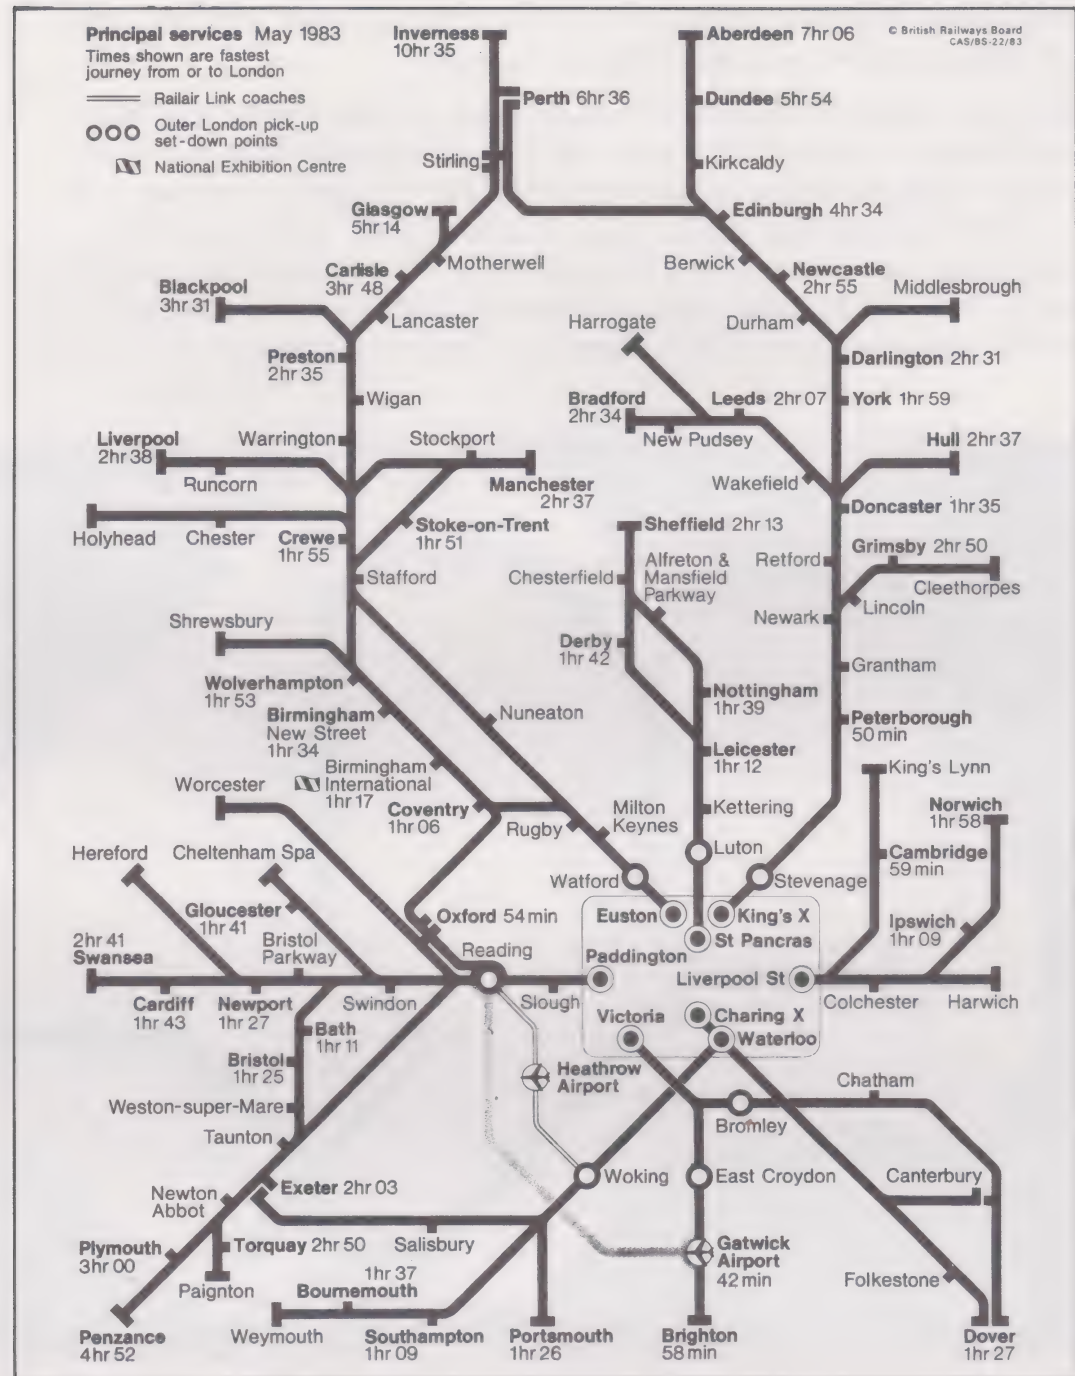 Principal services May 1983
Times shown are fastest
journey from or to London
Railair Link coaches
Outer London pick-up
set-down points
National Exhibition Centre
© British Railways Board
CAS/BS-22/83
Inverness
10hr 35
Aberdeen 7hr 06
Perth 6hr 36
Dundee 5hr 54
Stirling
Kirkcaldy
Glasgow
5hr 14
Edinburgh 4hr 34
Motherwell
Berwick
Carlisle
3hr 48
Newcastle
2hr 55
Blackpool
3hr 31
Middlesbrough
Lancaster
Harrogate
Durham
Preston
2hr 35
Darlington 2hr 31
Wigan
Bradford
2hr 34
Leeds 2hr 07
York 1hr 59
Liverpool
2hr 38
Warrington
Stockport
New Pudsey
Hull 2hr 37
Runcorn
Manchester
2hr 37
Wakefield
Doncaster 1hr 35
Holyhead
Chester
Crewe
1hr 55
Stoke-on-Trent
1hr 51
Sheffield 2hr 13
Stafford
Chesterfield
Alfreton &
Mansfield
Parkway
Retford
Grimsby 2hr 50
Cleethorpes
Lincoln
Newark
Shrewsbury
Derby
1hr 42
Grantham
Wolverhampton
1hr 53
Nottingham
1hr 39
Birmingham
New Street
1hr 34
Nuneaton
Peterborough
50 min
Leicester
1hr 12
Birmingham
International
1hr 17
King's Lynn
Worcester
Coventry
1hr 06
Rugby
Milton
Keynes
Kettering
Norwich
1hr 58
Hereford
Cheltenham Spa
Luton
Cambridge
59 min
Watford
Stevenage
Gloucester
1hr 41
Oxford 54 min
Euston
King's X
Ipswich
1hr 09
2hr 41
Swansea
Bristol
Parkway
Reading
St Pancras
Paddington
Liverpool St
Cardiff
1hr 43
Newport
1hr 27
Swindon
Slough
Colchester
Harwich
Bath
1hr 11
Victoria
Charing X
Waterloo
Bristol
1hr 25
Heathrow
Airport
Chatham
Weston-super-Mare
Bromley
Taunton
Woking
East Croydon
Canterbury
Newton
Abbot
Exeter 2hr 03
Plymouth
3hr 00
Torquay 2hr 50
Salisbury
Gatwick
Airport
42 min
Paignton
1hr 37
Bournemouth
Folkestone
Penzance
4hr 52
Weymouth
Southampton
1hr 09
Portsmouth
1hr 26
Brighton
58 min
Dover
1hr 27